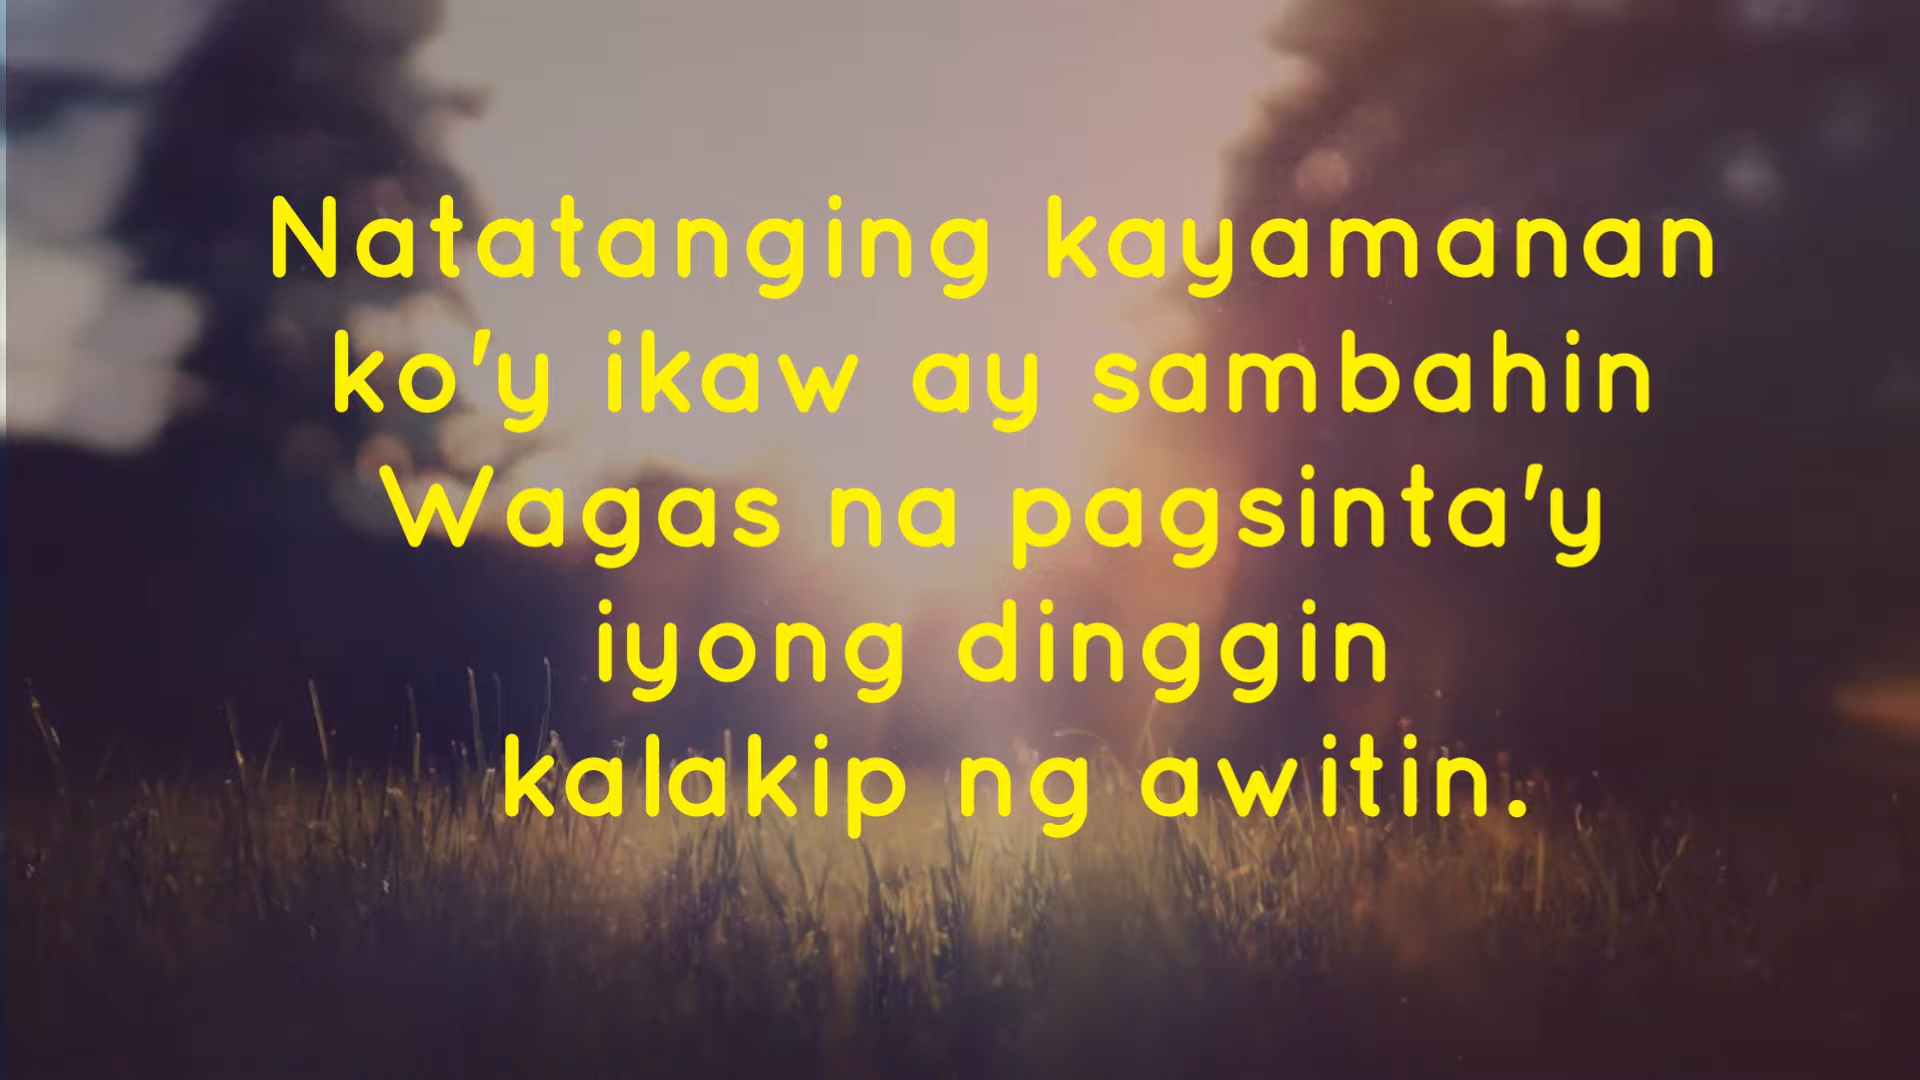 Natatanging kayamanan
ko'y ikaw ay sambahin
Wagas na pagsinta'y
iyong dinggin
kalakip ng awitin.